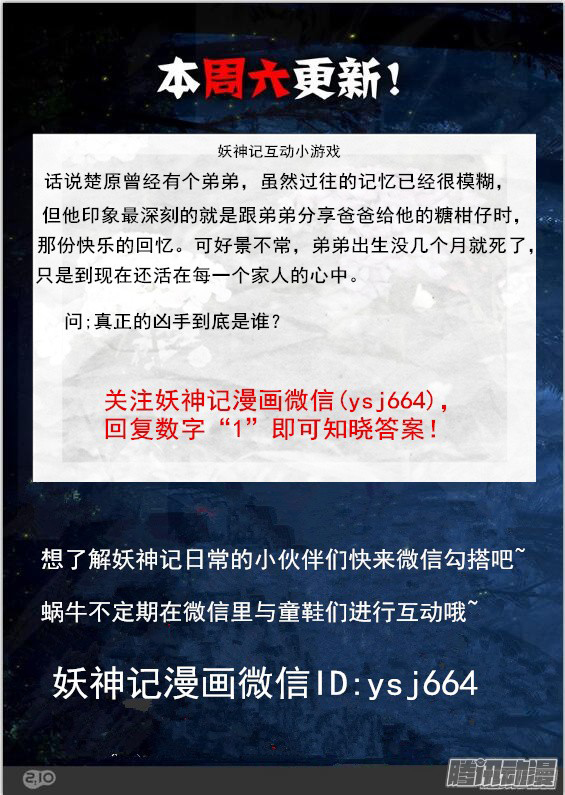 本周六更新!
妖神记互动小游戏
话说楚原曾经有个弟弟，虽然过往的记忆已经很模糊，
但他印象最深刻的就是跟弟弟分享爸爸给他的糖柑仔时，
那份快乐的回忆。可好景不常，弟弟出生没几个月就死了，
只是到现在还活在每一个家人的心中。
问;真正的凶手到底是谁?
关注妖神记漫画微信(ysj664)，
回复数字“1”即可知晓答案!
想了解妖神记日常的小伙伴们快来微信勾搭吧~
蜗牛不定期在微信里与童鞋们进行互动哦~
妖神记漫画微信ID:ysj664
2,10
腾讯动漫